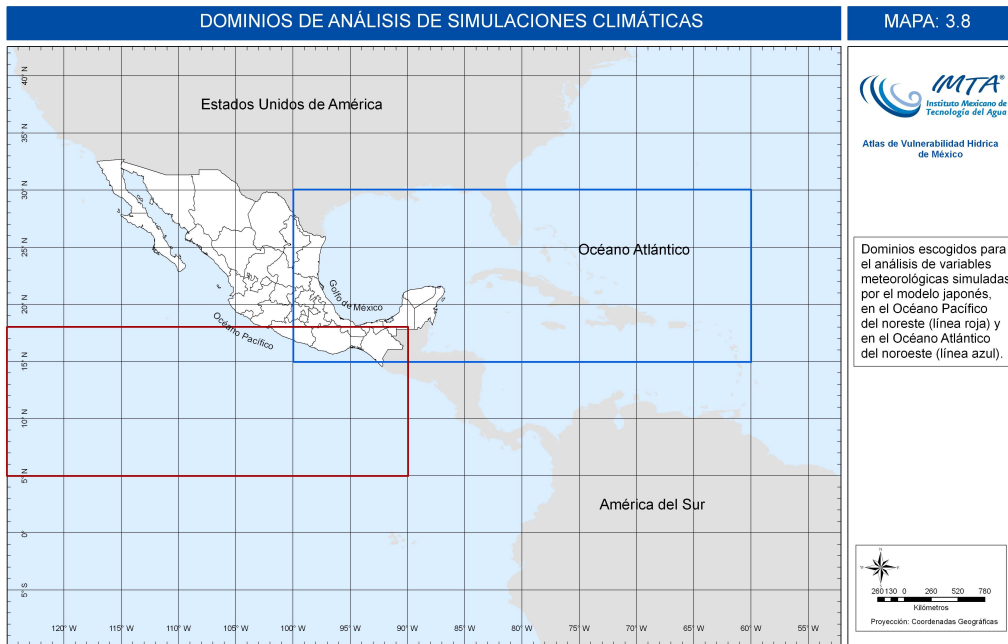 DOMINIOS DE ANÁLISIS DE SIMULACIONES CLIMÁTICAS
MAPA: 3.8
IMTA®
Instituto Mexicano de
Tecnología del Agua
Atlas de Vulnerabilidad Hídrica
de México
Dominios escogidos para
el análisis de variables
meteorológicas simuladas
por el modelo japonés,
en el Océano Pacífico
del noreste (línea roja) y
en el Océano Atlántico
del noroeste (línea azul).
Estados Unidos de América
Océano Atlántico
Golfo de México
Océano Pacífico
América del Sur
40° N
35° N
30° N
25° N
20° N
15° N
10° N
5° N
0°
5° S
120° W 115° W 110° W 105° W 100° W 95° W 90° W 85° W 80° W 75° W 70° W 65° W 60° W 55° W
260 130 0 260 520 780
Kilómetros
Proyección: Coordenadas Geográficas